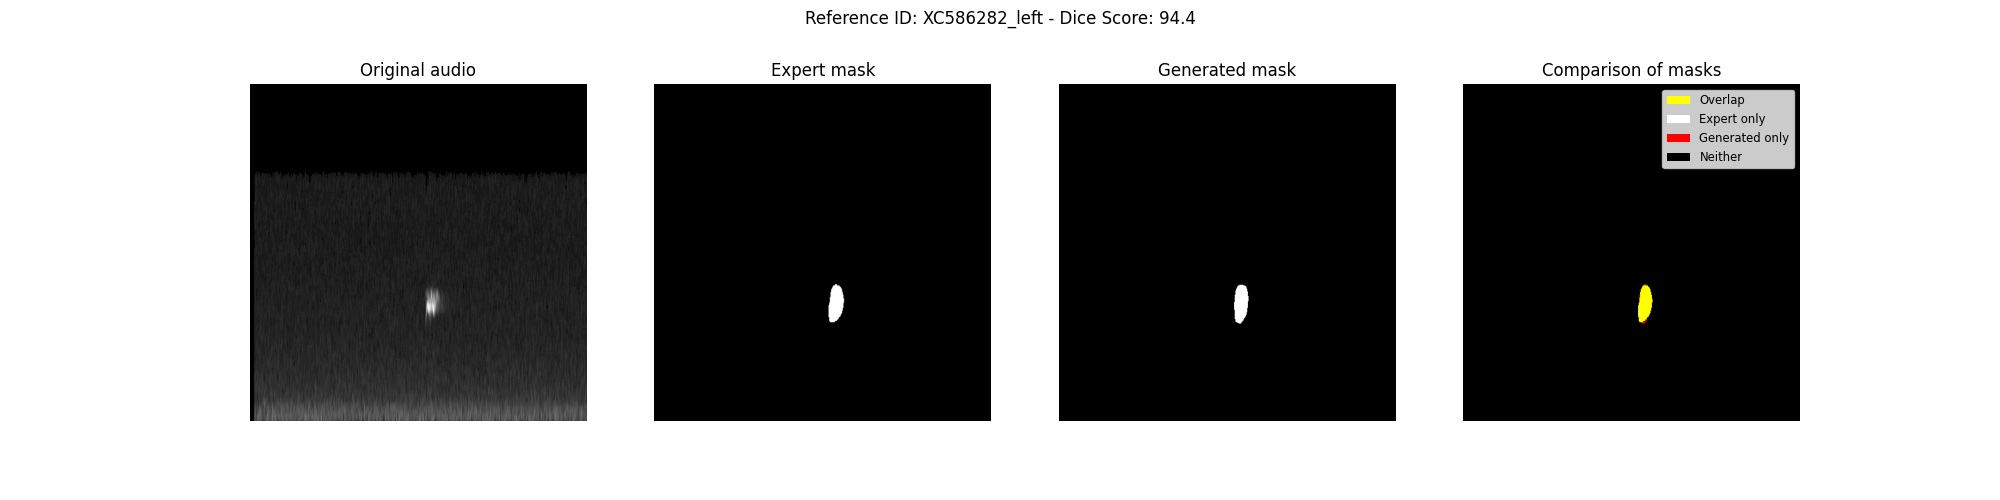 Reference ID: XC586282_left - Dice Score: 94.4
Original audio
Expert mask
Generated mask
Comparison of masks
Overlap
Expert only
Generated only
Neither